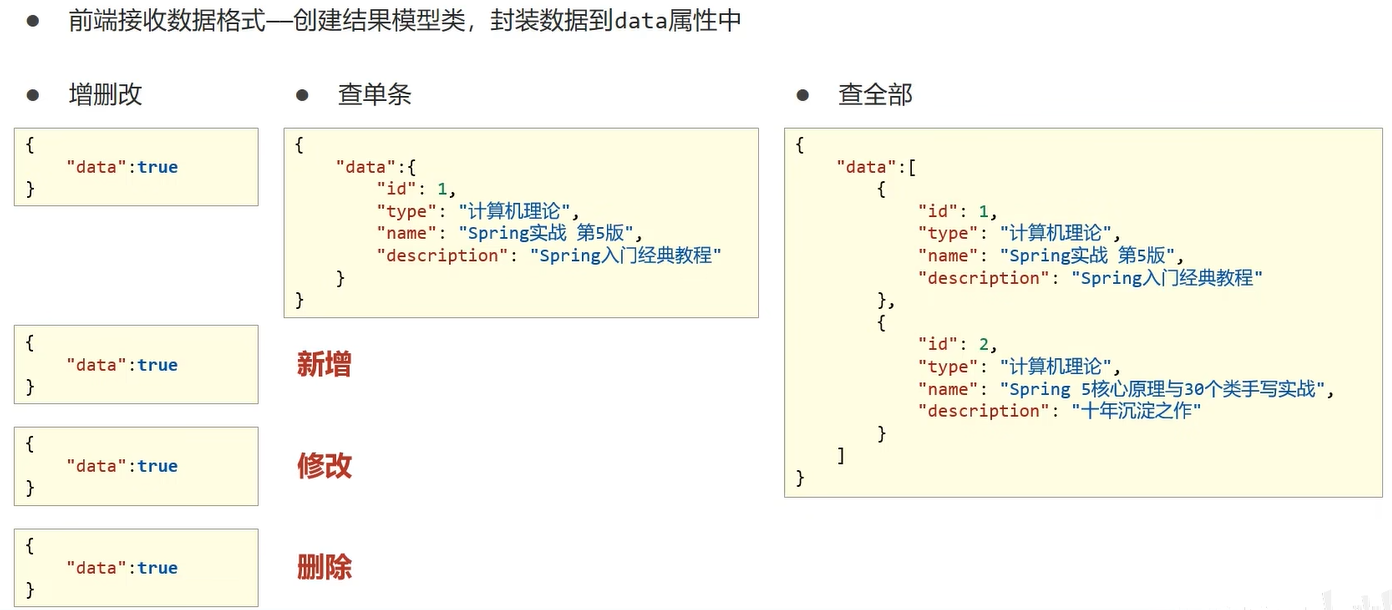 ● 前端接收数据格式—创建结果模型类，封装数据到data属性中
● 增删改
{
"data":true
}
{
"data":true
}
新增
{
"data":true
}
修改
{
"data":true
}
删除
● 查单条
{
"data":{
"id": 1,
"type": "计算机理论",
"name": "Spring实战 第5版",
"description": "Spring入门经典教程"
}
}
● 查全部
{
"data":[
{
"id": 1,
"type": "计算机理论",
"name": "Spring实战 第5版",
"description": "Spring入门经典教程"
},
{
"id": 2,
"type": "计算机理论",
"name": "Spring 5核心原理与30个类手写实战",
"description": "十年沉淀之作"
}
]
}